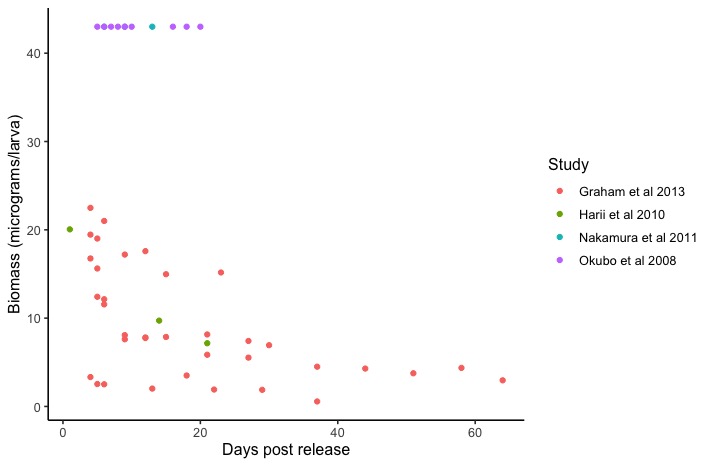 Biomass (micrograms/larva)
40
30
20
10
0
0 20 40 60
Days post release
Study
Graham et al 2013
Harii et al 2010
Nakamura et al 2011
Okubo et al 2008